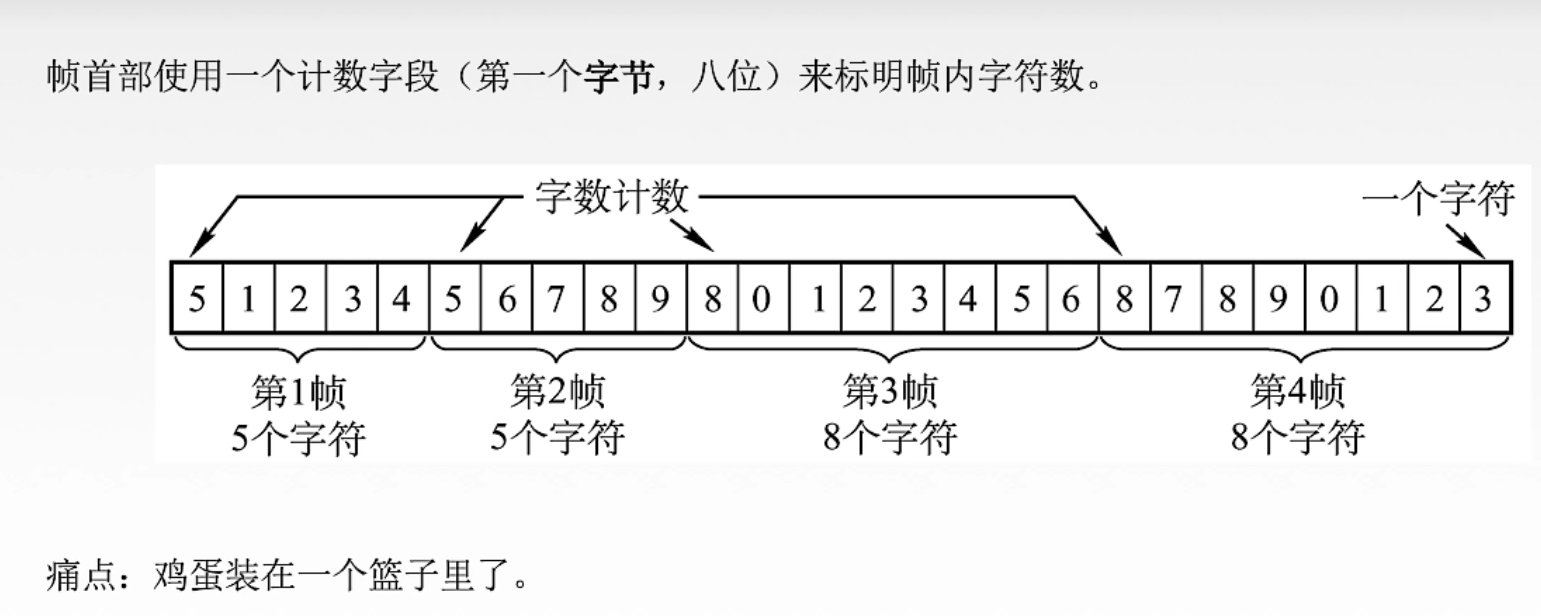 帧首部使用一个计数字段（第一个字节，八位）来标明帧内字符数。
字数计数
一个字符
5 1 2 3 4 5 6 7 8 9 8 0 1 2 3 4 5 6 8 7 8 9 0 1 2 3
第1帧 第2帧 第3帧 第4帧
5个字符 5个字符 8个字符 8个字符
痛点：鸡蛋装在一个篮子里了。